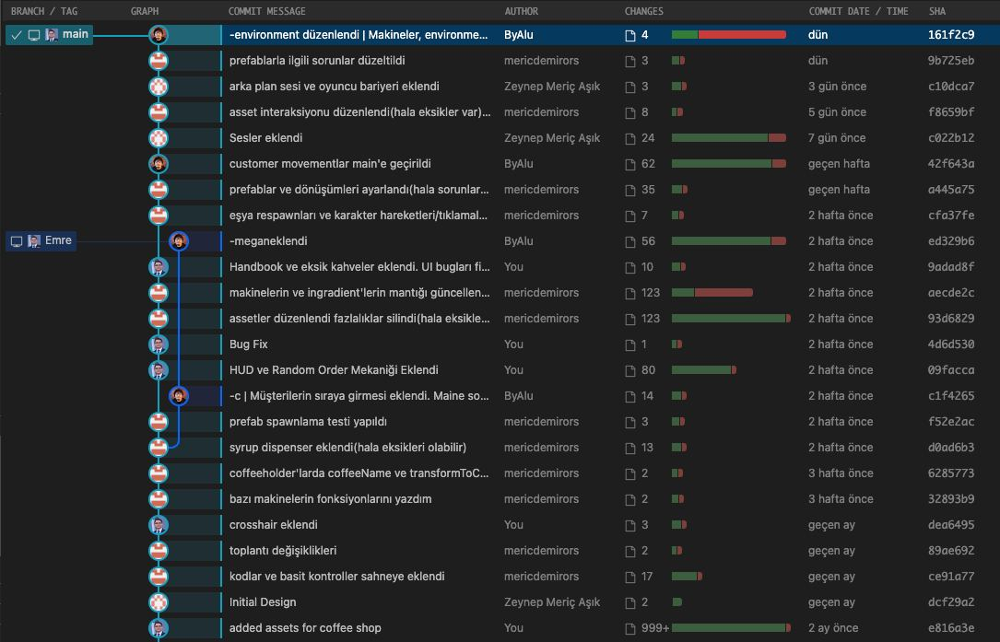 BRANCH / TAG GRAPH COMMIT MESSAGE AUTHOR CHANGES COMMIT DATE / TIME SHA
main -environment düzenlendi | Makineler, environme... ByAlu 4 dün 161f2c9
prefablarla ilgili sorunlar düzeltildi mericdemirors 3 dün 9b725eb
arka plan sesi ve oyuncu bariyeri eklendi Zeynep Meriç Aşık 3 3 gün önce c10dca7
asset interaksiyonu düzenlendi(hala eksikler var)... mericdemirors 8 5 gün önce f8659bf
Sesler eklendi Zeynep Meriç Aşık 24 7 gün önce c022b12
customer movementlar main'e geçirildi ByAlu 62 geçen hafta 42f643a
prefablar ve dönüşümleri ayarlandı(hala sorunlar... mericdemirors 35 geçen hafta a445a75
eşya respawnları ve karakter hareketleri/tıklamal... mericdemirors 7 2 hafta önce cfa37fe
Emre -meganeklendi ByAlu 56 2 hafta önce ed329b6
Handbook ve eksik kahveler eklendi. UI bugları fi... You 10 2 hafta önce 9adad8f
makinelerin ve ingradient'lerin mantığı güncellen... mericdemirors 123 2 hafta önce aecde2c
assetler düzenlendi fazlalıklar silindi(hala eksikle... mericdemirors 123 2 hafta önce 93d6829
Bug Fix You 1 2 hafta önce 4d6d530
HUD ve Random Order Mekaniği Eklendi You 80 2 hafta önce 09facca
-c | Müşterilerin sıraya girmesi eklendi. Maine so... ByAlu 14 2 hafta önce c1f4265
prefab spawnlama testi yapıldı mericdemirors 3 2 hafta önce f52e2ac
syrup dispenser eklendi(hala eksikleri olabilir) mericdemirors 13 2 hafta önce d0ad6b3
coffeeholder'larda coffeeName ve transformToC... mericdemirors 2 3 hafta önce 6285773
bazı makinelerin fonksiyonlarını yazdım mericdemirors 2 3 hafta önce 32893b9
crosshair eklendi You 3 geçen ay dea6495
toplantı değişiklikleri mericdemirors 2 geçen ay 89ae692
kodlar ve basit kontroller sahneye eklendi mericdemirors 17 geçen ay ce91a77
Initial Design Zeynep Meriç Aşık 2 geçen ay dcf29a2
added assets for coffee shop You 999+ 2 ay önce e816a3e